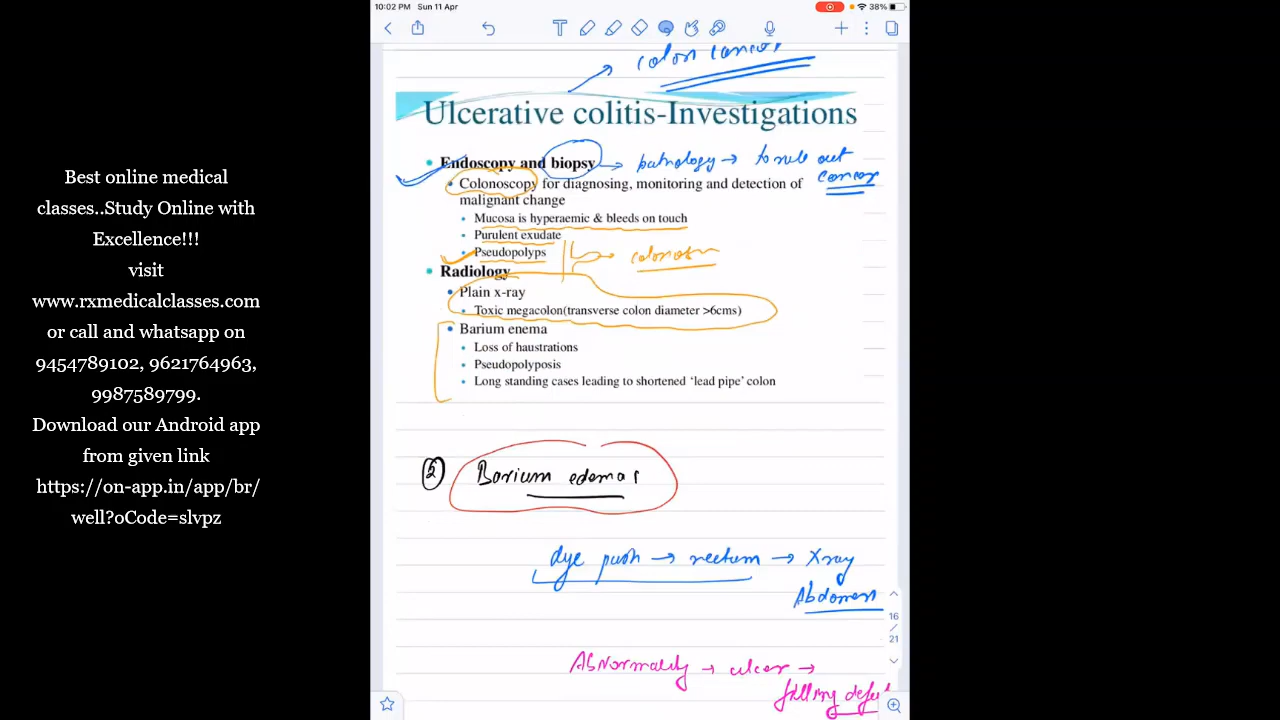 10:02 PM Sun 11 Apr
38%
colon cancer
Ulcerative colitis-Investigations
Endoscopy and biopsy → pathology → to rule out
cancer
Colonoscopy for diagnosing, monitoring and detection of
malignant change
Mucosa is hyperaemic & bleeds on touch
Purulent exudate
Pseudopolyps
Radiology
Plain x-ray
Toxic megacolon(transverse colon diameter >6cms)
Barium enema
Loss of haustrations
Pseudopolyposis
Long standing cases leading to shortened ‘lead pipe’ colon
② Barium edema
dye push → rectum → Xray
Abdomen
Abnormality → ulcer →
filling defect
16
21
Best online medical
classes..Study Online with
Excellence!!!
visit
www.rxmedicalclasses.com
or call and whatsapp on
9454789102, 9621764963,
9987589799.
Download our Android app
from given link
https://on-app.in/app/br/
well?oCode=slvpz